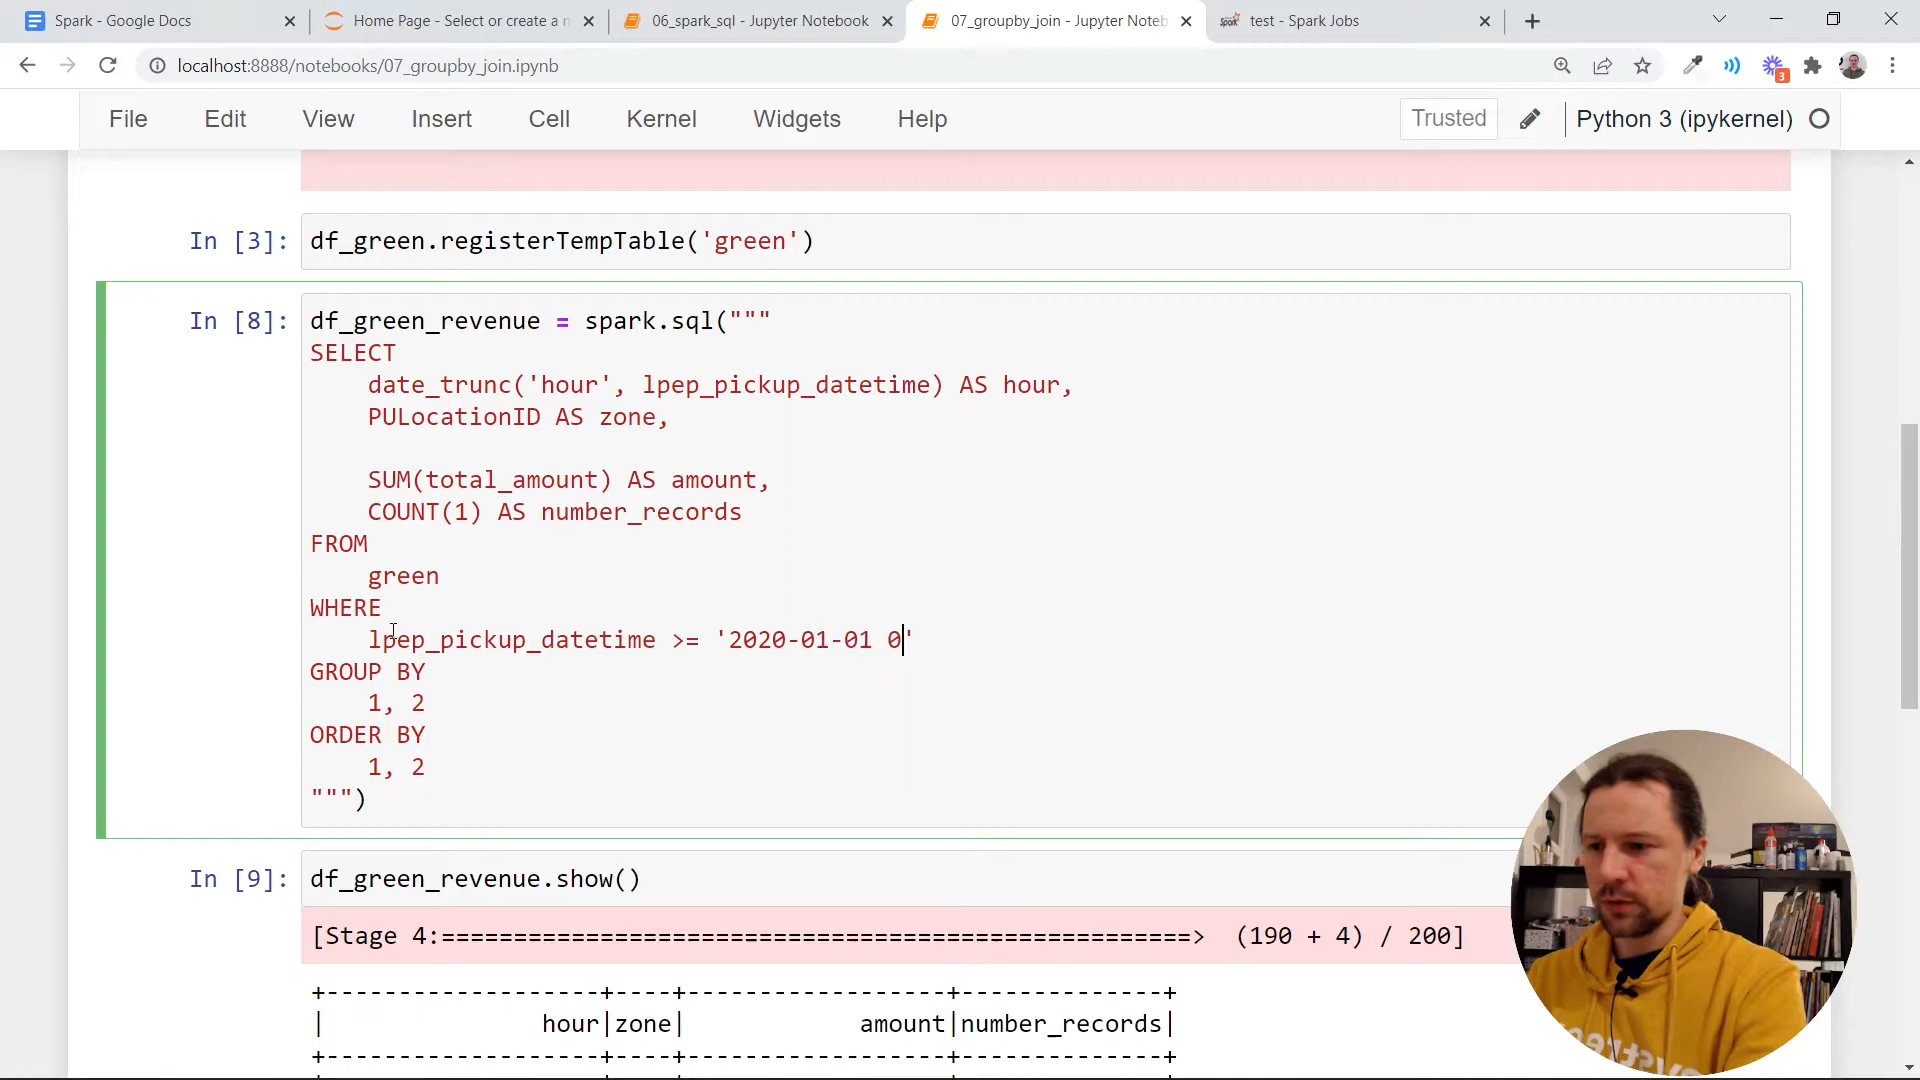 Spark - Google Docs
Home Page - Select or create a n
06_spark_sql - Jupyter Notebook
07_groupby_join - Jupyter Noteb
test - Spark Jobs
localhost:8888/notebooks/07_groupby_join.ipynb
3
File Edit View Insert Cell Kernel Widgets Help
Trusted
Python 3 (ipykernel)
In [3]: df_green.registerTempTable('green')
In [8]: df_green_revenue = spark.sql("""
SELECT
date_trunc('hour', lpep_pickup_datetime) AS hour,
PULocationID AS zone,
SUM(total_amount) AS amount,
COUNT(1) AS number_records
FROM
green
WHERE
lpep_pickup_datetime >= '2020-01-01 0'
GROUP BY
1, 2
ORDER BY
1, 2
""")
In [9]: df_green_revenue.show()
[Stage 4:====================================================> (190 + 4) / 200]
+-------------------+----+------------------+--------------+
| hour|zone| amount|number_records|
+-------------------+----+------------------+--------------+